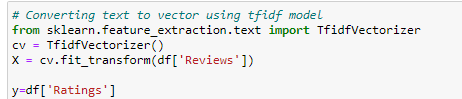 # Converting text to vector using tfidf model
from sklearn.feature_extraction.text import TfidfVectorizer
cv = TfidfVectorizer()
X = cv.fit_transform(df['Reviews'])
y=df['Ratings']